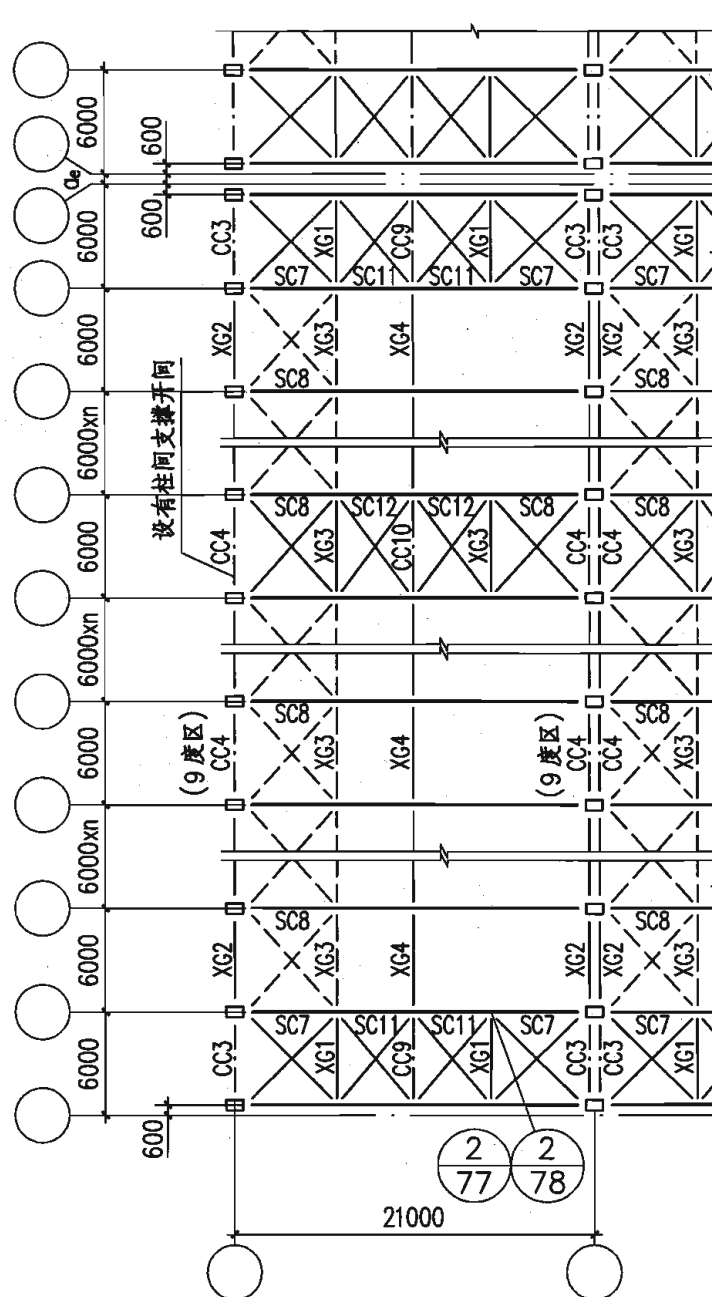 6000
600
ae
600
6000
CC3
XG1
CC9
XG1
CC3
CC3
XG1
SC7
SC11
SC11
SC7
SC7
6000
XG2
XG3
XG4
XG2
XG2
XG3
SC8
SC8
设有柱间支撑开间
6000xn
SC8
SC12
SC12
SC8
SC8
6000
CC4
XG3
CC10
XG3
CC4
CC4
XG3
6000xn
SC8
SC8
6000
(9度区)
CC4
XG3
XG4
(9度区)
CC4
CC4
XG3
6000xn
SC8
SC8
6000
XG2
XG3
XG4
XG2
XG2
XG3
SC7
SC11
SC11
SC7
SC7
6000
CC3
XG1
CC9
XG1
CC3
CC3
XG1
600
2
77
2
78
21000